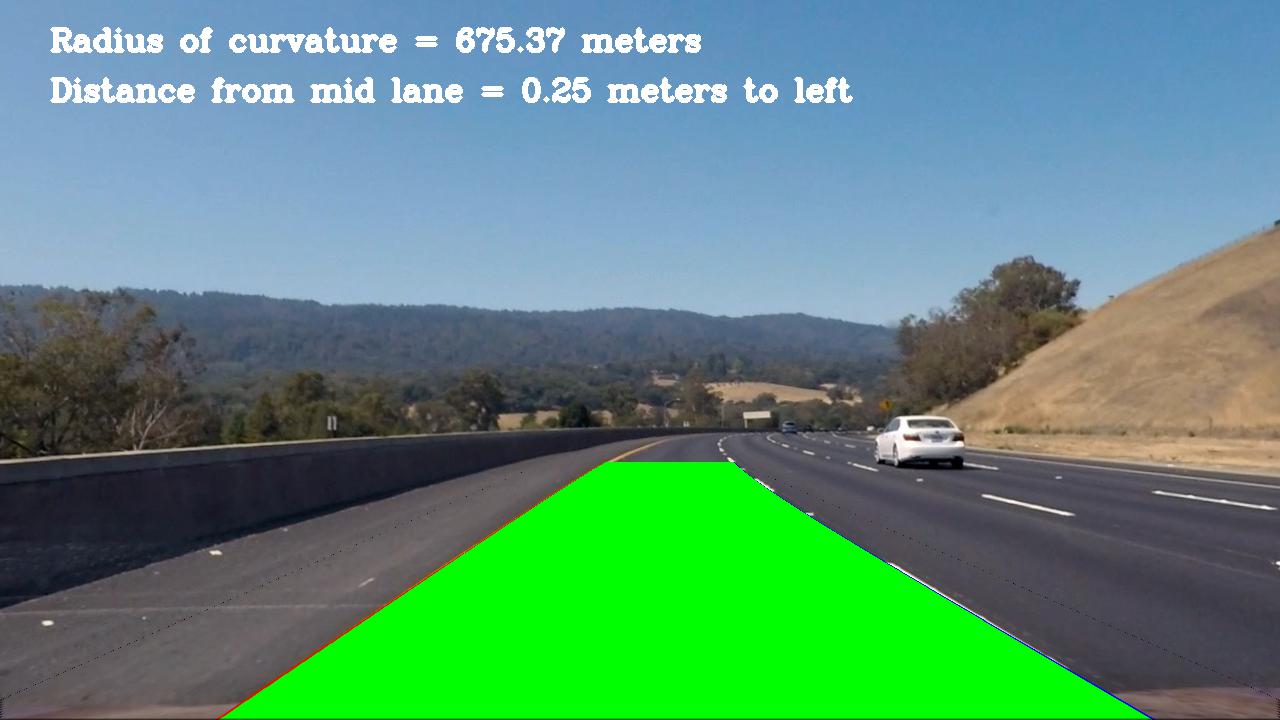 Radius of curvature = 675.37 meters
Distance from mid lane = 0.25 meters to left